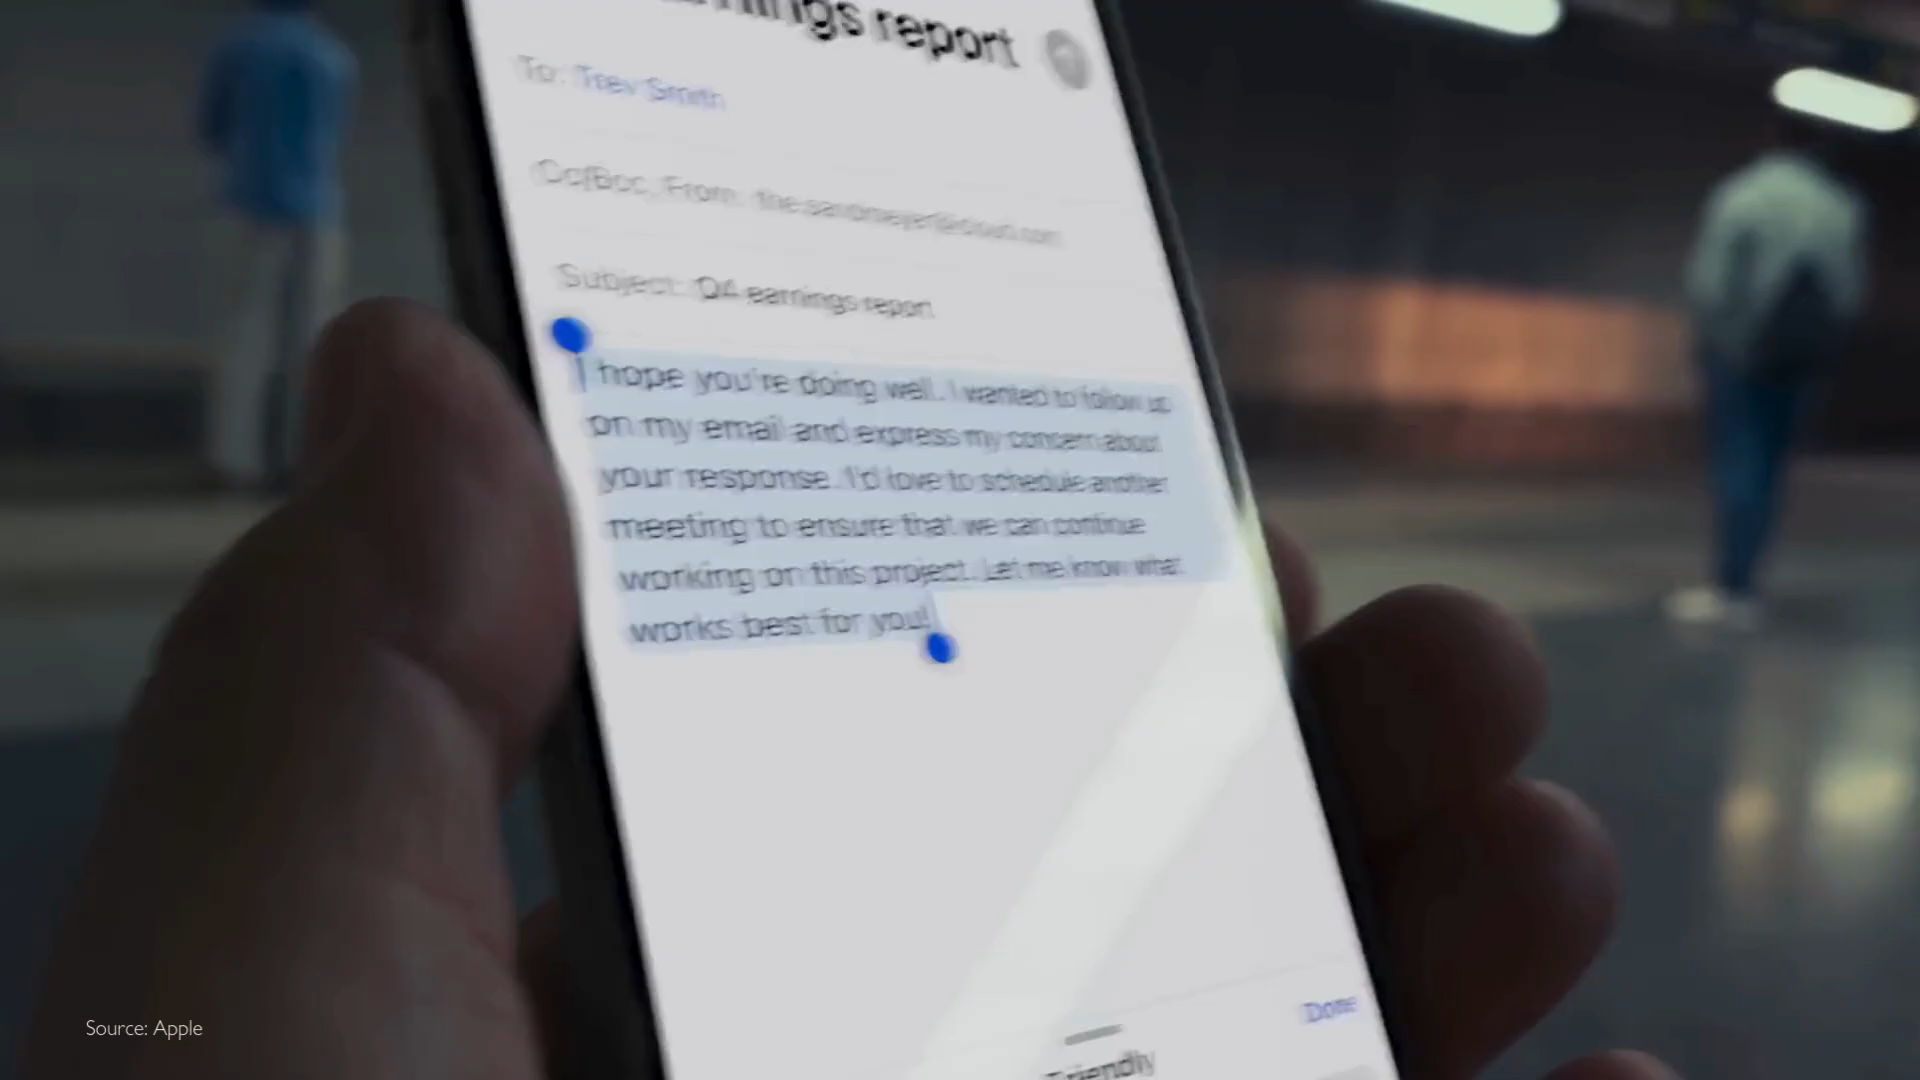 earnings report
To: Trev Smith
Cc/Bcc, From:
Subject: Q4 earnings report
I hope you're doing well. I wanted to follow up
on my email and express my concern about
your response. I'd love to schedule another
meeting to ensure that we can continue
working on this project. Let me know what
works best for you!
Done
Friendly
Source: Apple